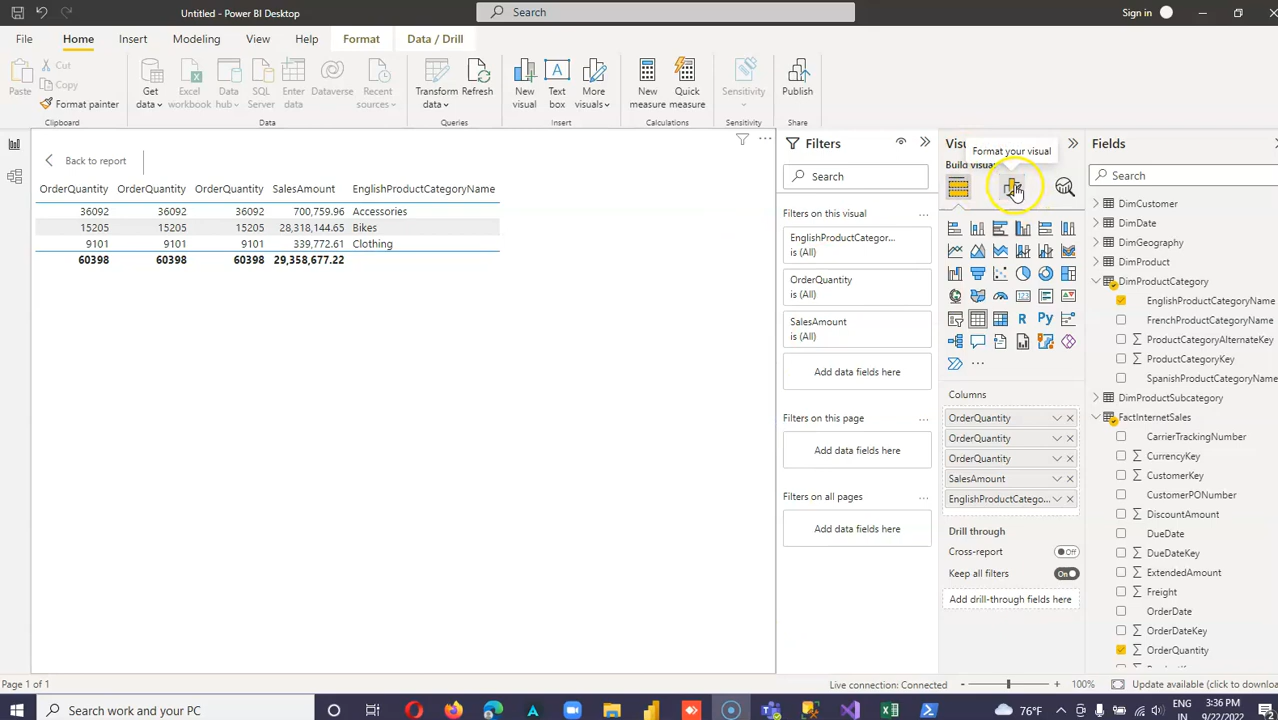 Untitled - Power BI Desktop
Search
Sign in
File
Home
Insert
Modeling
View
Help
Format
Data / Drill
Paste
Cut
Copy
Format painter
Get data
Excel workbook
Data hub
SQL Server
Enter data
Dataverse
Recent sources
Transform data
Refresh
New visual
Text box
More visuals
New measure
Quick measure
Sensitivity
Publish
Clipboard
Data
Queries
Insert
Calculations
Sensitivity
Share
Back to report
OrderQuantity OrderQuantity OrderQuantity SalesAmount EnglishProductCategoryName
36092 36092 36092 700,759.96 Accessories
15205 15205 15205 Bikes
9101 9101 9101 339,772.61 Clothing
60398 60398 60398 29,358,677.22
Filters
Search
Filters on this visual
EnglishProductCategor...
is (All)
OrderQuantity
is (All)
SalesAmount
is (All)
Add data fields here
Filters on this page
Add data fields here
Filters on all pages
Add data fields here
Format your visual
Build visual
R
Py
Columns
OrderQuantity
OrderQuantity
OrderQuantity
SalesAmount
EnglishProductCatego...
Drill through
Cross-report
Off
Keep all filters
On
Add drill-through fields here
Fields
Search
DimCustomer
DimDate
DimGeography
DimProduct
DimProductCategory
EnglishProductCategoryName
FrenchProductCategoryName
ProductCategoryAlternateKey
ProductCategoryKey
SpanishProductCategoryName
DimProductSubcategory
FactInternetSales
CarrierTrackingNumber
CurrencyKey
CustomerKey
CustomerPONumber
DiscountAmount
DueDate
DueDateKey
ExtendedAmount
Freight
OrderDate
OrderDateKey
OrderQuantity
Page 1 of 1
Live connection: Connected
100%
Update available (click to downloa
Search work and your PC
76°F
ENG
IN
3:36 PM
9/22/2022